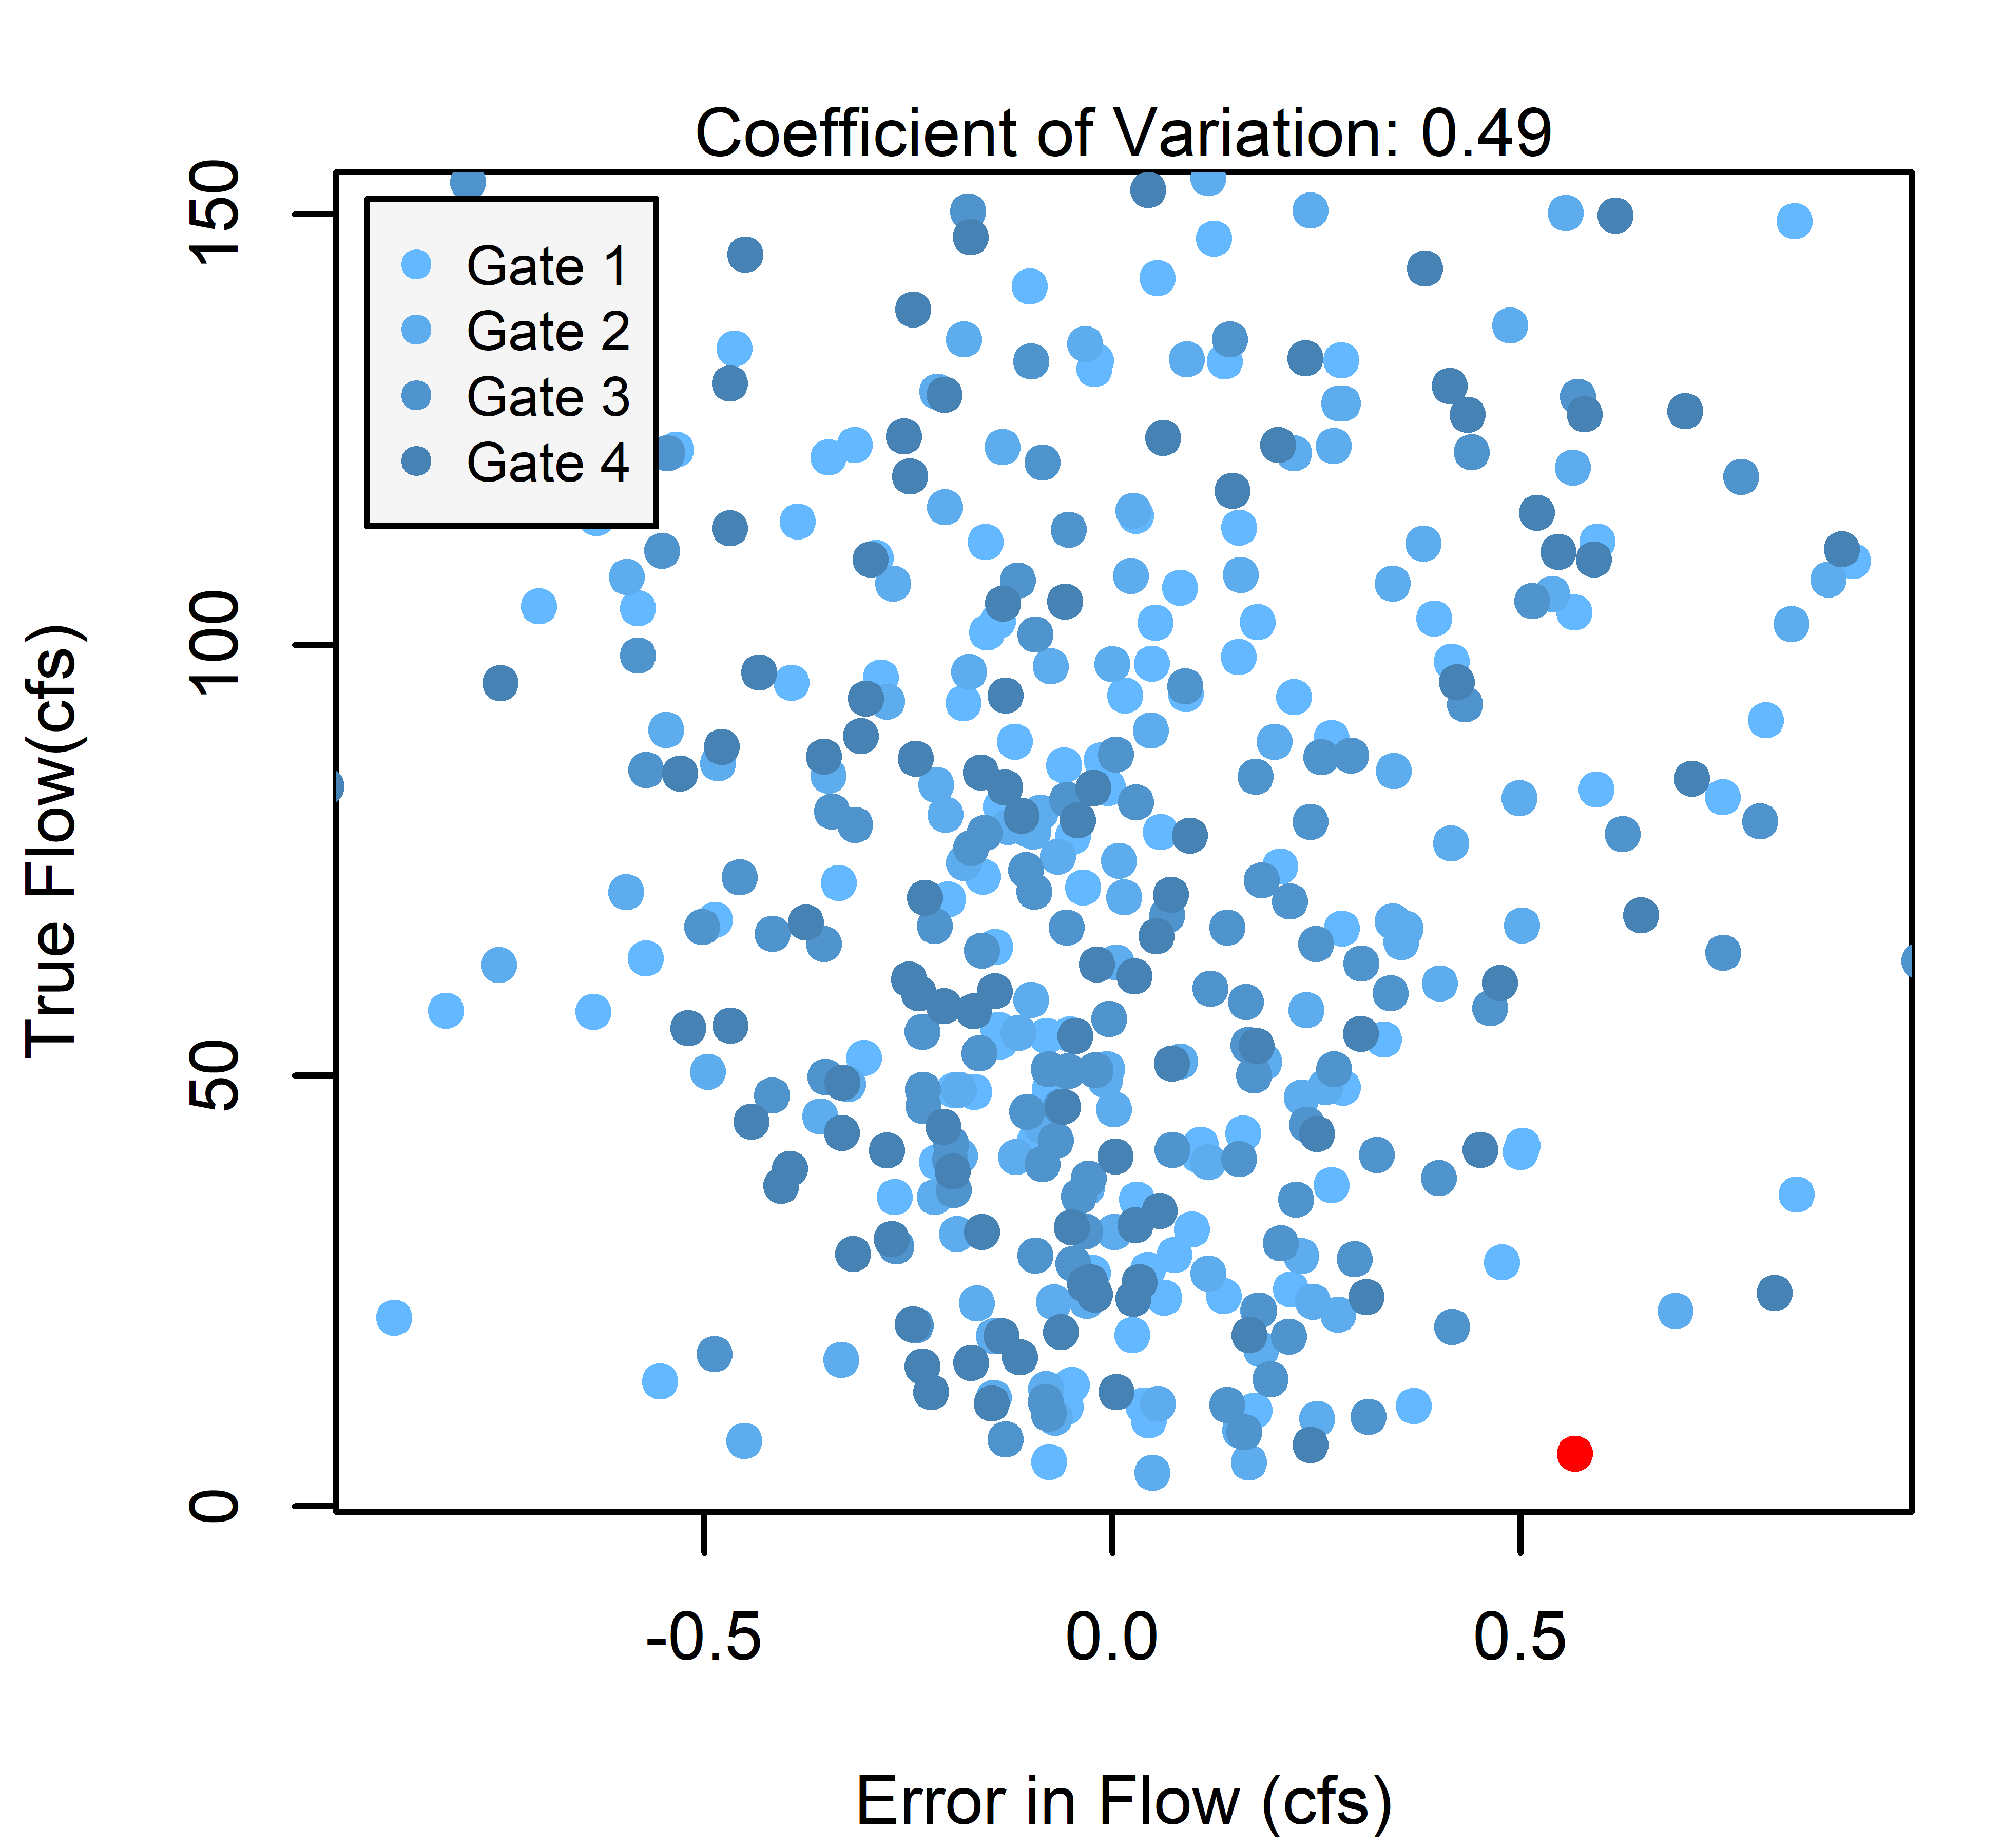 Coefficient of Variation: 0.49
Gate 1
Gate 2
Gate 3
Gate 4
True Flow(cfs)
150
100
50
0
-0.5 0.0 0.5
Error in Flow (cfs)